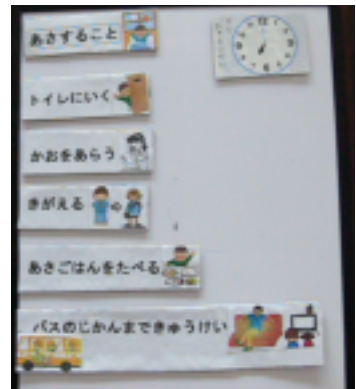 あさすること
トイレにいく
かおをあらう
きがえる
の
あさごはんをたべる
バスのじかんまできゅうけい